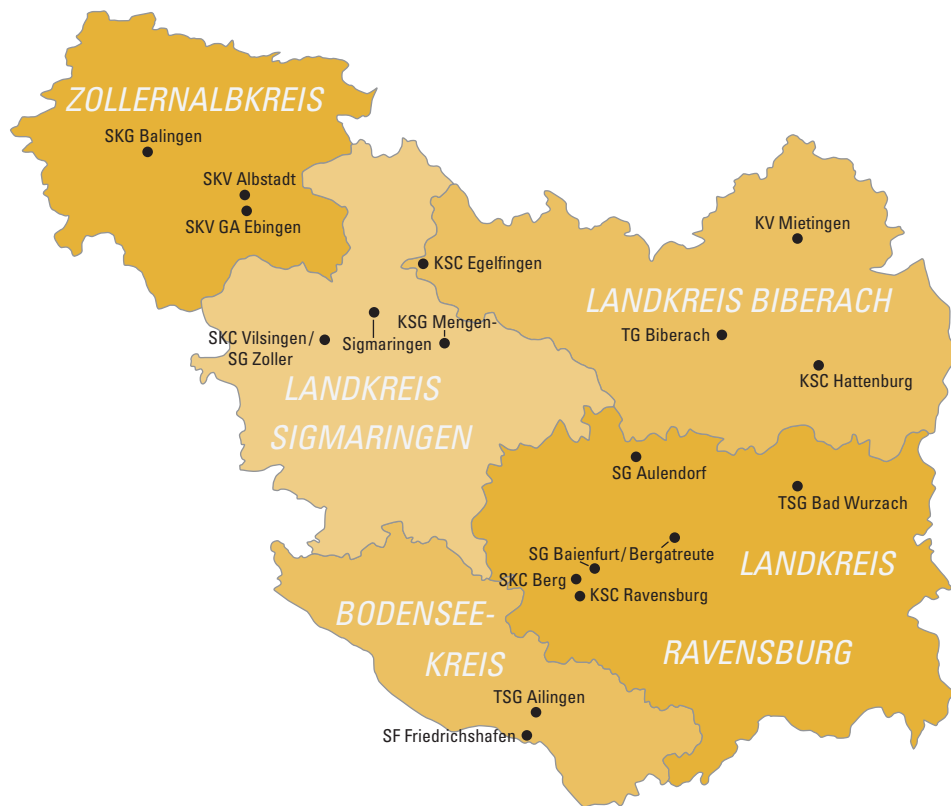 ZOLLERNALBKREIS
SKG Balingen
SKV Albstadt
SKV GA Ebingen
KV Mietingen
KSC Egelfingen
LANDKREIS BIBERACH
KSG Mengen-
Sigmaringen
SKC Vilsingen/
SG Zoller
TG Biberach
KSC Hattenburg
LANDKREIS
SIGMARINGEN
SG Aulendorf
TSG Bad Wurzach
SG Baienfurt/Bergatreute
SKC Berg
KSC Ravensburg
LANDKREIS
RAVENSBURG
BODENSEE-
KREIS
TSG Ailingen
SF Friedrichshafen